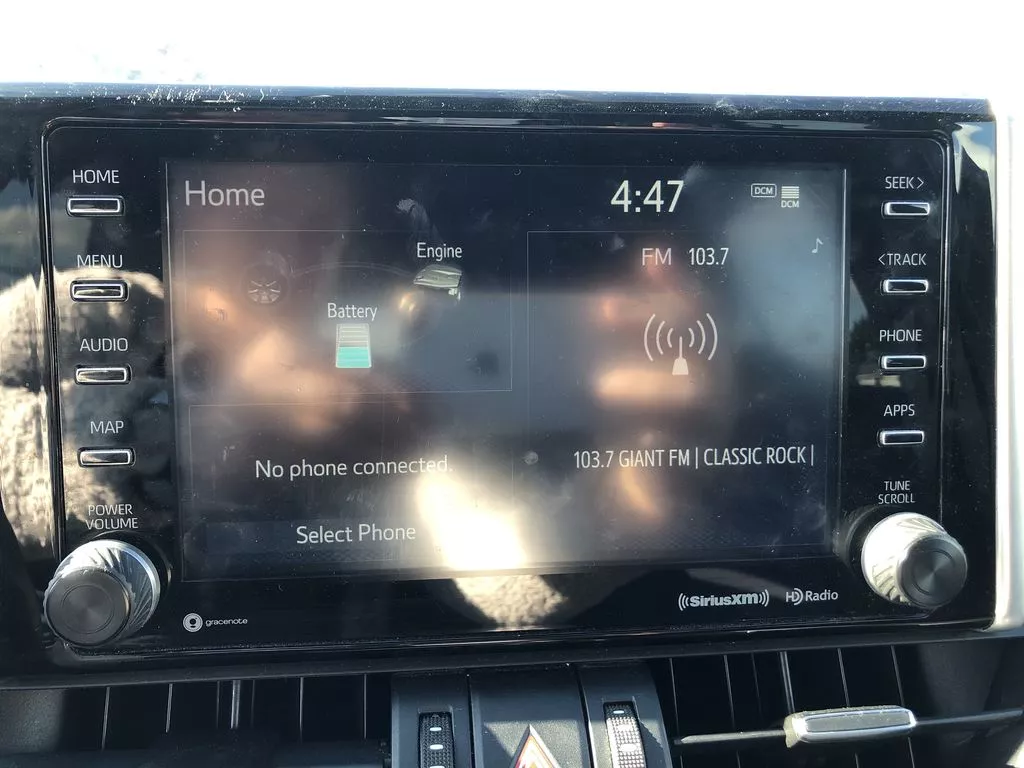 HOME
MENU
AUDIO
MAP
POWER
VOLUME
Home
4:47
DCM
DCM
Engine
Battery
FM 103.7
No phone connected.
103.7 GIANT FM | CLASSIC ROCK |
Select Phone
SEEK >
< TRACK
PHONE
APPS
TUNE
SCROLL
gracenote
((SiriusXM))
HD Radio